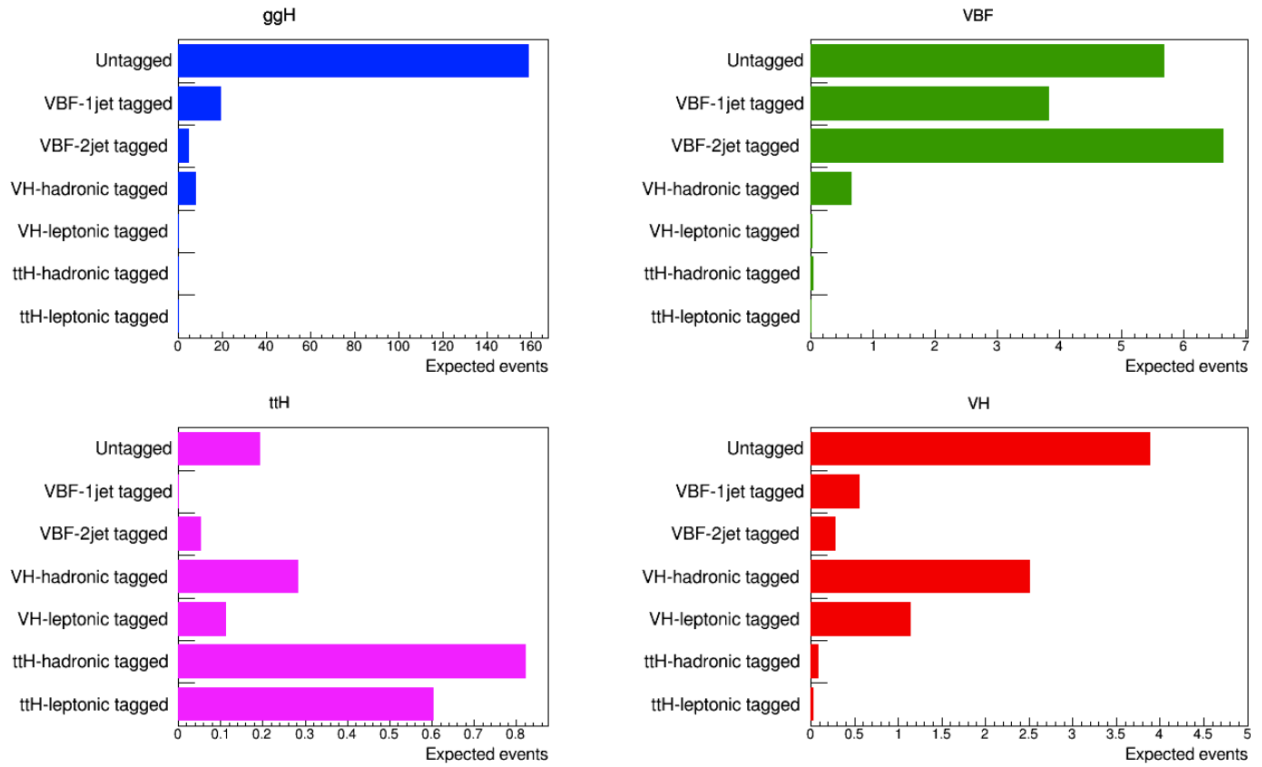 ggH
Untagged
VBF-1jet tagged
VBF-2jet tagged
VH-hadronic tagged
VH-leptonic tagged
ttH-hadronic tagged
ttH-leptonic tagged
0 20 40 60 80 100 120 140 160
Expected events
VBF
Untagged
VBF-1jet tagged
VBF-2jet tagged
VH-hadronic tagged
VH-leptonic tagged
ttH-hadronic tagged
ttH-leptonic tagged
0 1 2 3 4 5 6 7
Expected events
ttH
Untagged
VBF-1jet tagged
VBF-2jet tagged
VH-hadronic tagged
VH-leptonic tagged
ttH-hadronic tagged
ttH-leptonic tagged
0 0.1 0.2 0.3 0.4 0.5 0.6 0.7 0.8
Expected events
VH
Untagged
VBF-1jet tagged
VBF-2jet tagged
VH-hadronic tagged
VH-leptonic tagged
ttH-hadronic tagged
ttH-leptonic tagged
0 0.5 1 1.5 2 2.5 3 3.5 4 4.5 5
Expected events